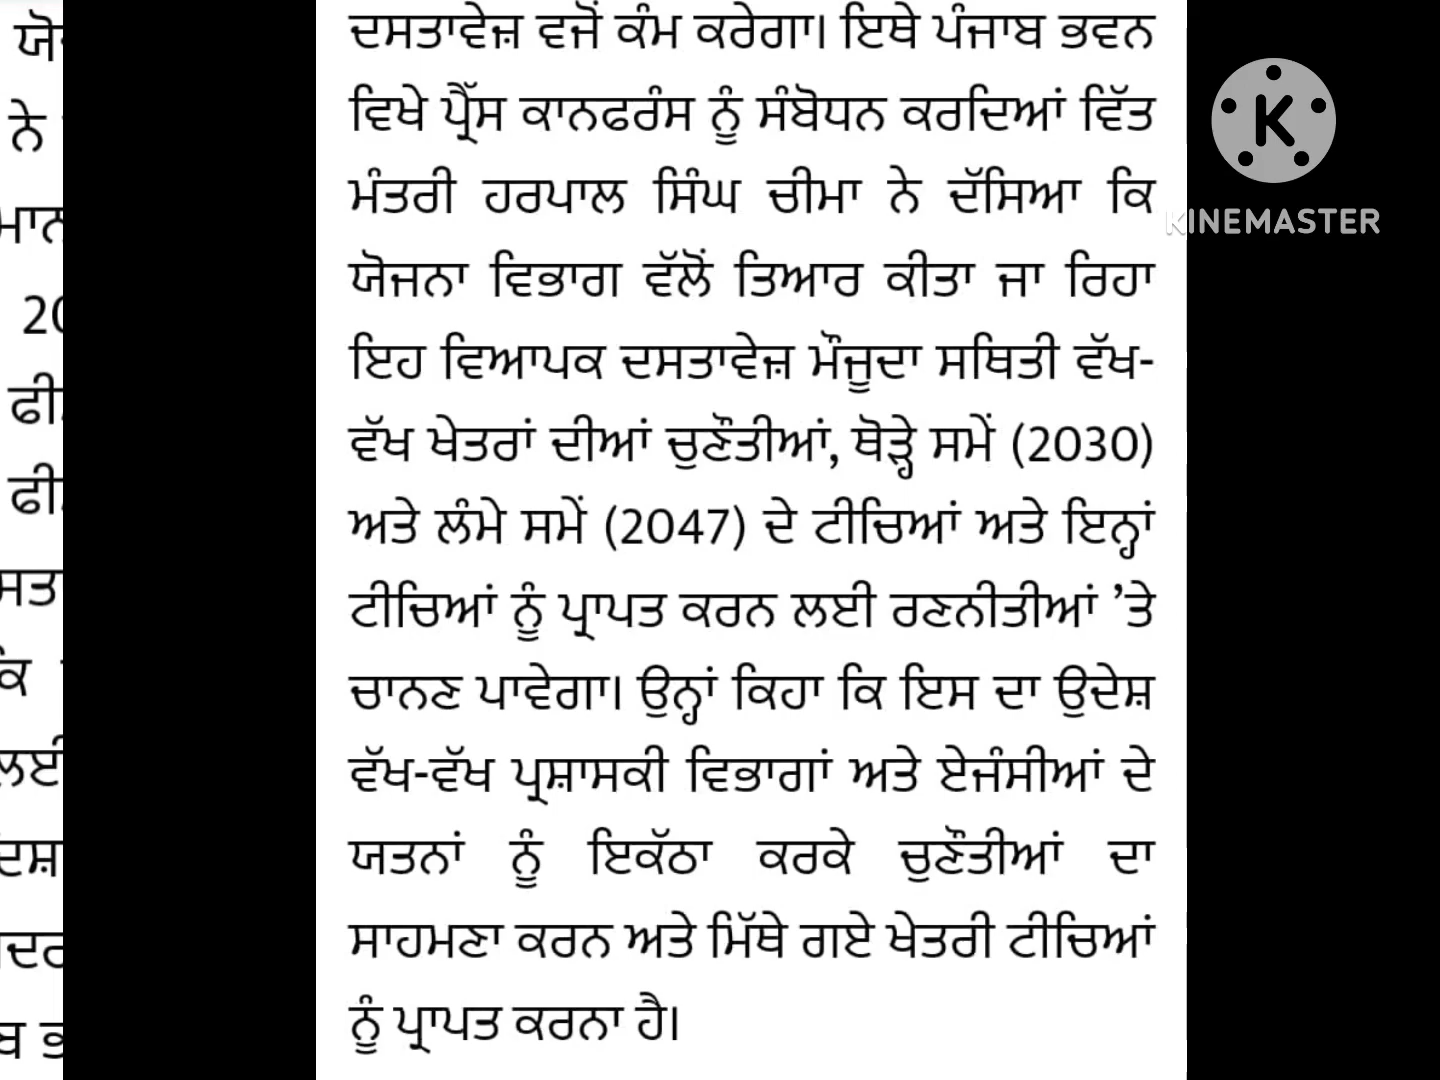 ਦਸਤਾਵੇਜ਼ ਵਜੋਂ ਕੰਮ ਕਰੇਗਾ। ਇਥੇ ਪੰਜਾਬ ਭਵਨ
ਵਿਖੇ ਪ੍ਰੈੱਸ ਕਾਨਫਰੰਸ ਨੂੰ ਸੰਬੋਧਨ ਕਰਦਿਆਂ ਵਿੱਤ
ਮੰਤਰੀ ਹਰਪਾਲ ਸਿੰਘ ਚੀਮਾ ਨੇ ਦੱਸਿਆ ਕਿ
ਯੋਜਨਾ ਵਿਭਾਗ ਵੱਲੋਂ ਤਿਆਰ ਕੀਤਾ ਜਾ ਰਿਹਾ
ਇਹ ਵਿਆਪਕ ਦਸਤਾਵੇਜ਼ ਮੌਜੂਦਾ ਸਥਿਤੀ ਵੱਖ-
ਵੱਖ ਖੇਤਰਾਂ ਦੀਆਂ ਚੁਣੌਤੀਆਂ, ਥੋੜ੍ਹੇ ਸਮੇਂ (2030)
ਅਤੇ ਲੰਮੇ ਸਮੇਂ (2047) ਦੇ ਟੀਚਿਆਂ ਅਤੇ ਇਨ੍ਹਾਂ
ਟੀਚਿਆਂ ਨੂੰ ਪ੍ਰਾਪਤ ਕਰਨ ਲਈ ਰਣਨੀਤੀਆਂ ’ਤੇ
ਚਾਨਣ ਪਾਵੇਗਾ। ਉਨ੍ਹਾਂ ਕਿਹਾ ਕਿ ਇਸ ਦਾ ਉਦੇਸ਼
ਵੱਖ-ਵੱਖ ਪ੍ਰਸ਼ਾਸਕੀ ਵਿਭਾਗਾਂ ਅਤੇ ਏਜੰਸੀਆਂ ਦੇ
ਯਤਨਾਂ ਨੂੰ ਇਕੱਠਾ ਕਰਕੇ ਚੁਣੌਤੀਆਂ ਦਾ
ਸਾਹਮਣਾ ਕਰਨ ਅਤੇ ਮਿੱਥੇ ਗਏ ਖੇਤਰੀ ਟੀਚਿਆਂ
ਨੂੰ ਪ੍ਰਾਪਤ ਕਰਨਾ ਹੈ।
K
KINEMASTER